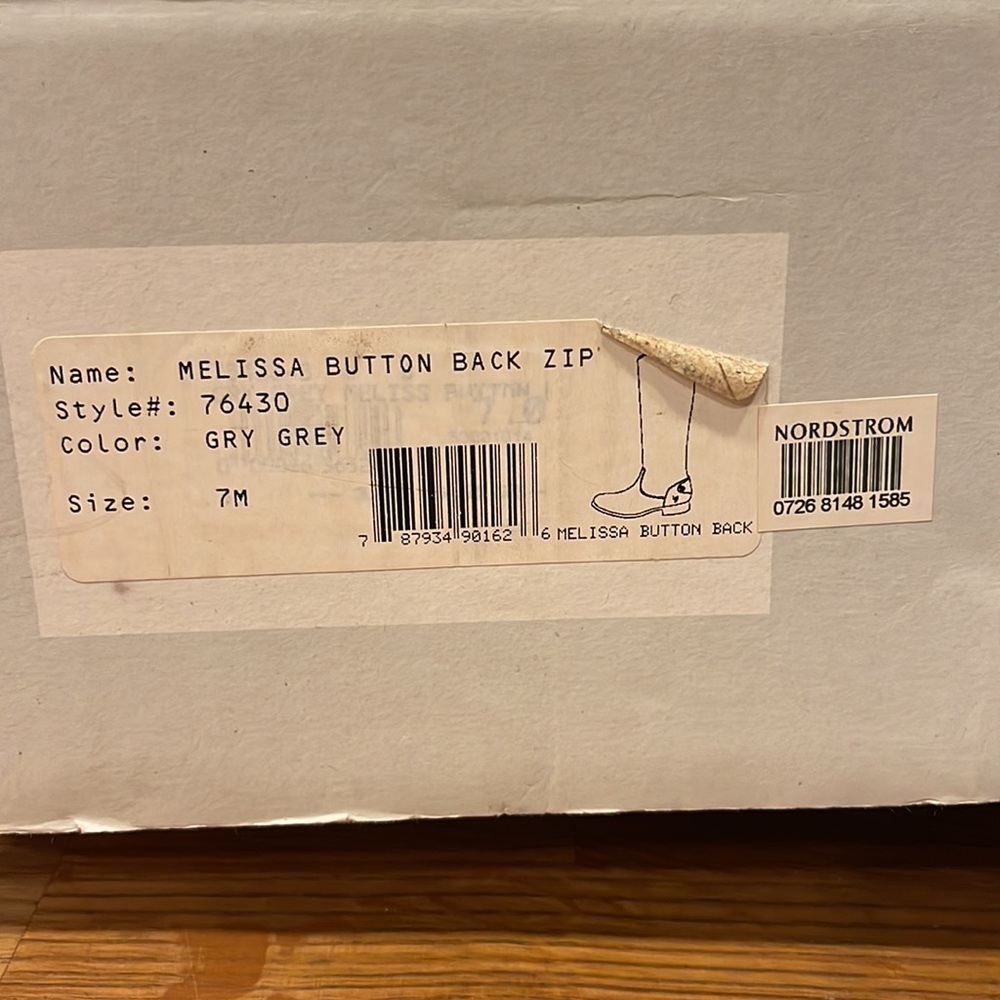 Name: MELISSA BUTTON BACK ZIP
Style#: 76430
Color: GRY GREY
Size: 7M
7 87934 90162 6
MELISSA BUTTON BACK
NORDSTROM
0726 8148 1585